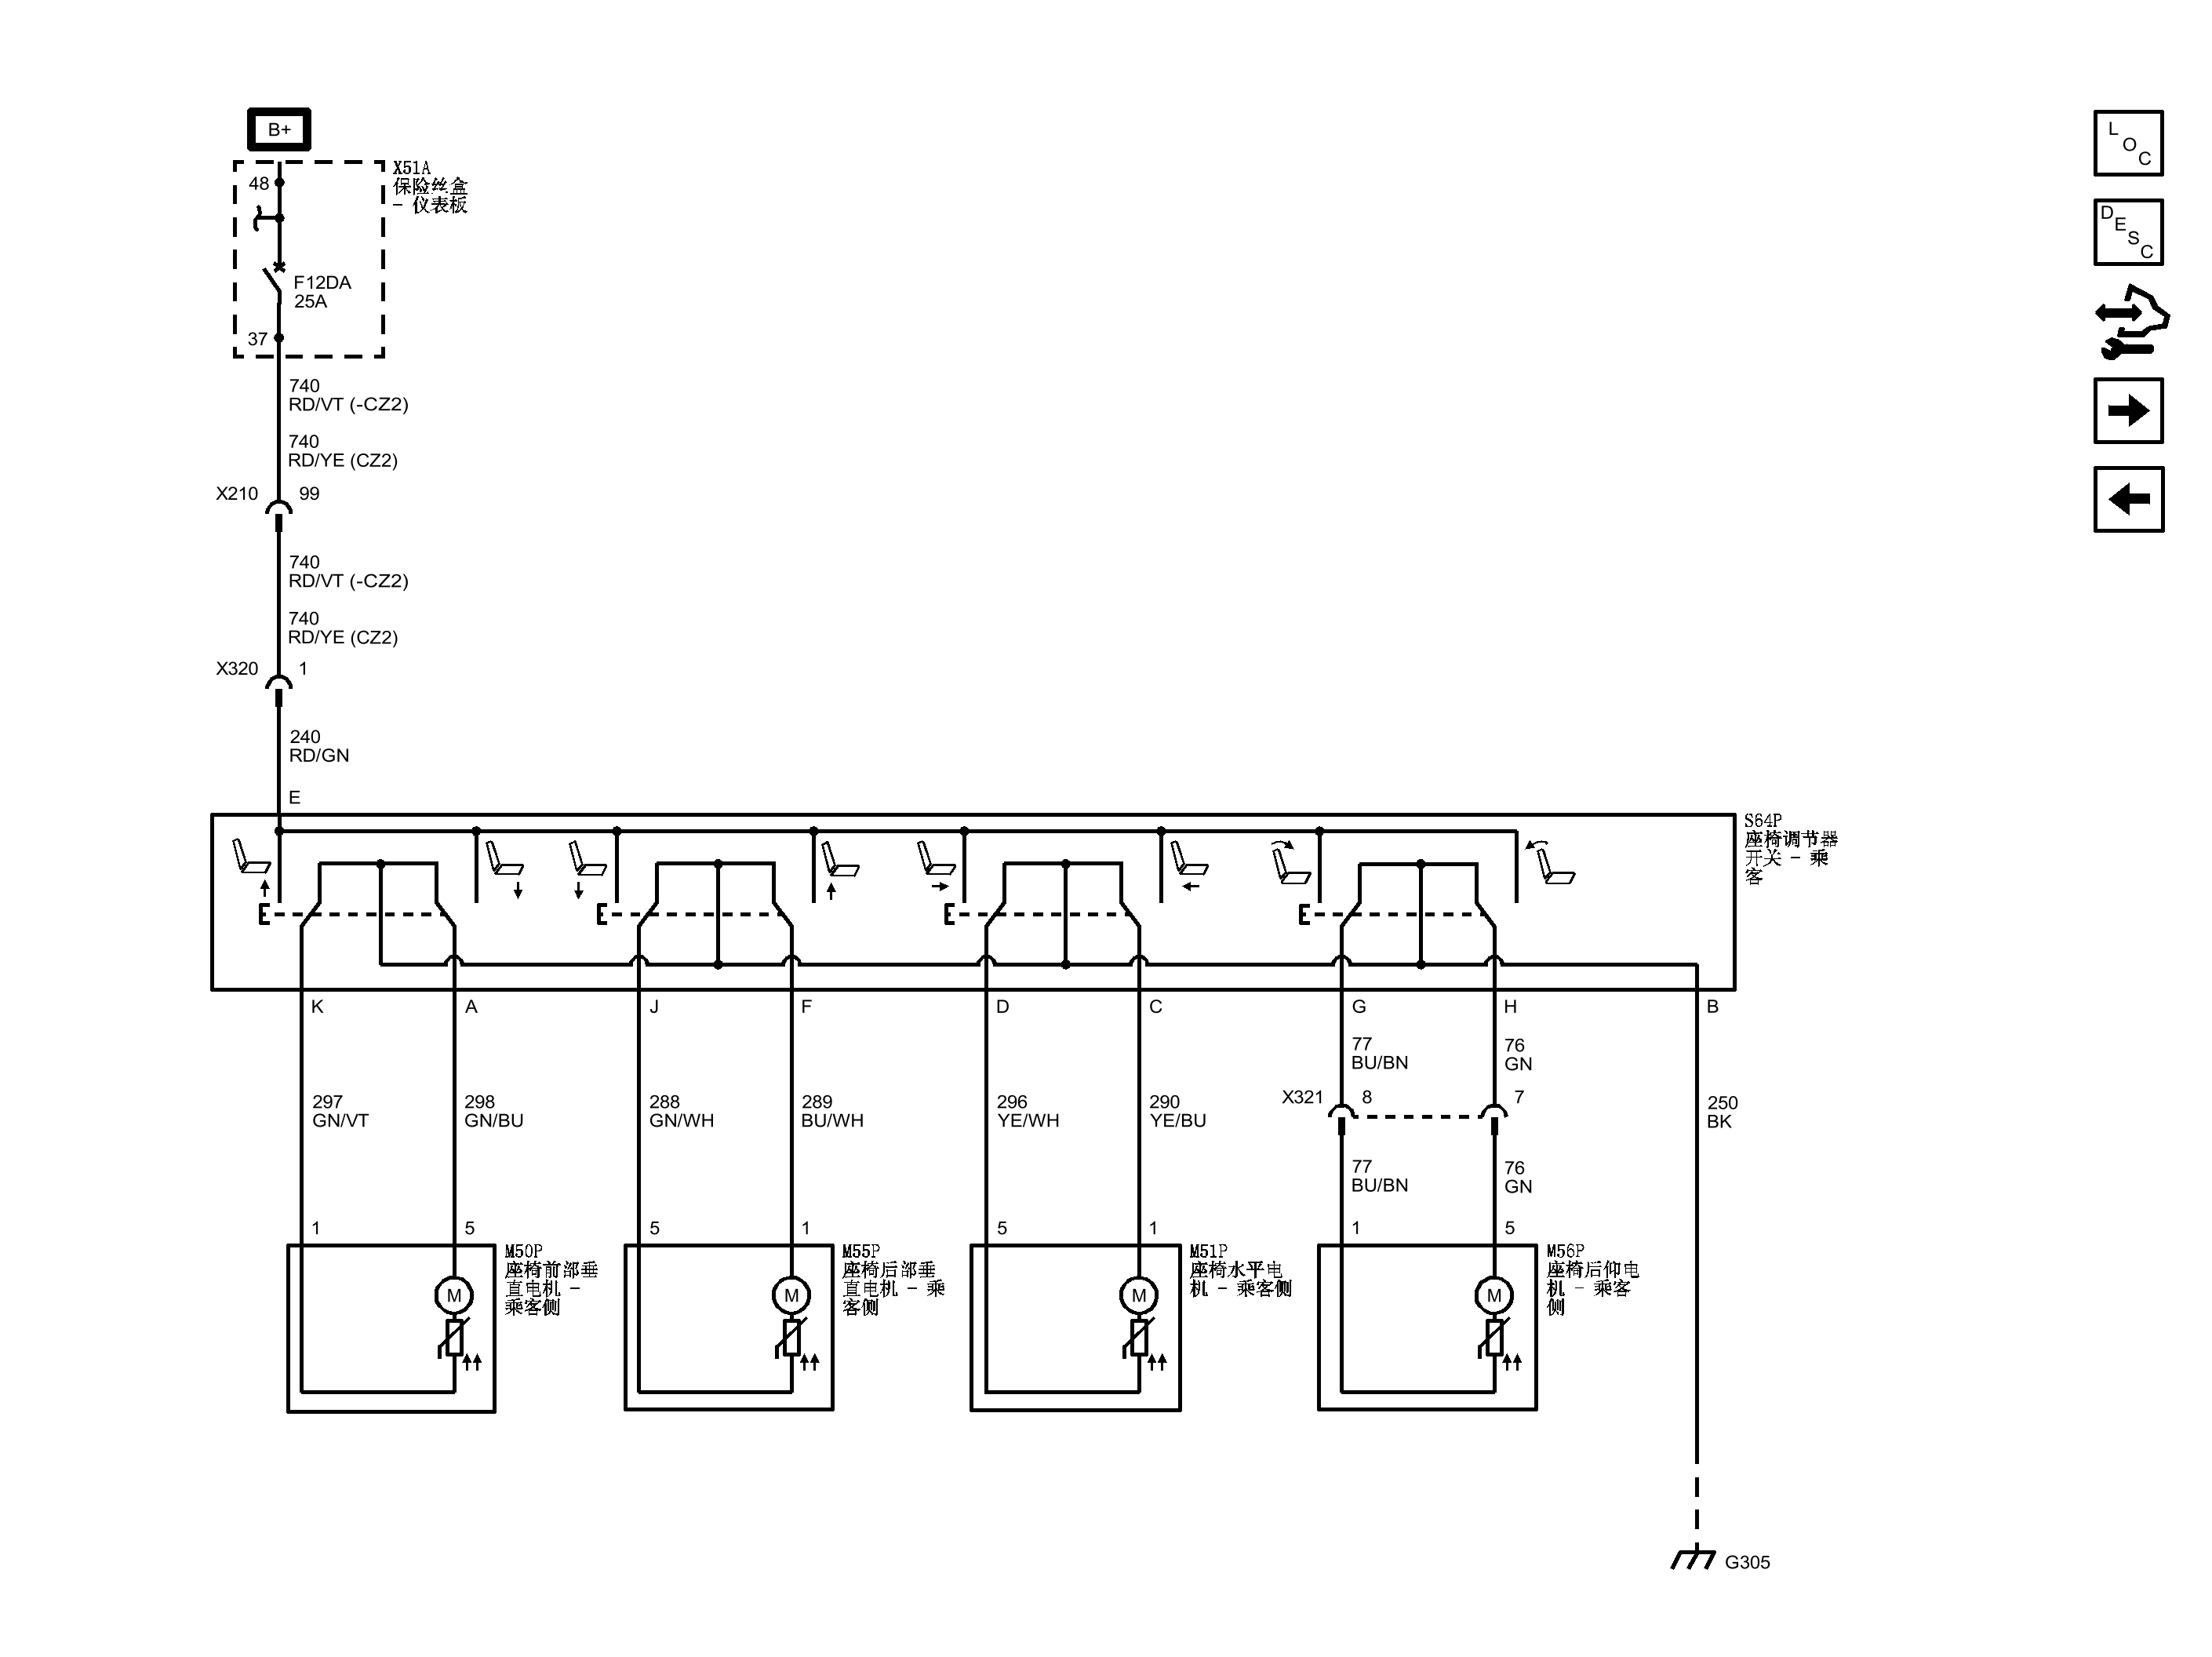 B+
X51A
保险丝盒
- 仪表板
48
F12DA
25A
37
740
RD/VT (-CZ2)
740
RD/YE (CZ2)
X210 99
740
RD/VT (-CZ2)
740
RD/YE (CZ2)
X320 1
240
RD/GN
E
S64P
座椅调节器
开关 - 乘
客
K A J F D C G H B
77
BU/BN
76
GN
X321 8 7
297
GN/VT
298
GN/BU
288
GN/WH
289
BU/WH
296
YE/WH
290
YE/BU
250
BK
77
BU/BN
76
GN
1 5 5 1 5 1 1 5
M50P
座椅前部垂
直电机 -
乘客侧
M55P
座椅后部垂
直电机 - 乘
客侧
M51P
座椅水平电
机 - 乘客侧
M56P
座椅后仰电
机 - 乘客
侧
M M M M
G305
L
O
C
D
E
S
C